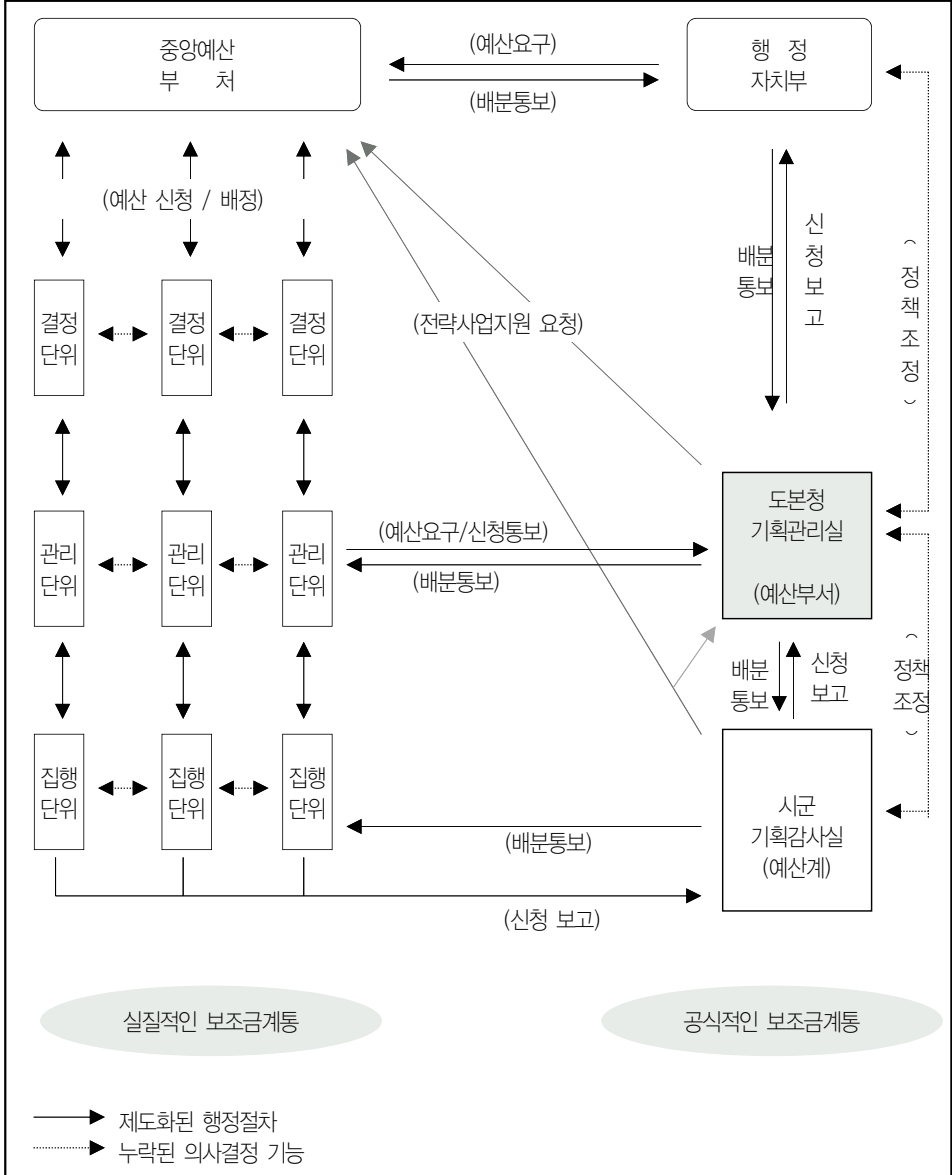 중앙예산
부 처
(예산요구)
(배분통보)
행 정
자치부
(예산 신청 / 배정)
배분
통보
신
청
보
고
(정
책
조
정)
결정
단위
결정
단위
결정
단위
(전략사업지원 요청)
관리
단위
관리
단위
관리
단위
(예산요구/신청통보)
(배분통보)
도본청
기획관리실
(예산부서)
배분
통보
신청
보고
(정책
조정)
집행
단위
집행
단위
집행
단위
(배분통보)
시군
기획감사실
(예산계)
(신청 보고)
실질적인 보조금계통
공식적인 보조금계통
제도화된 행정절차
누락된 의사결정 기능